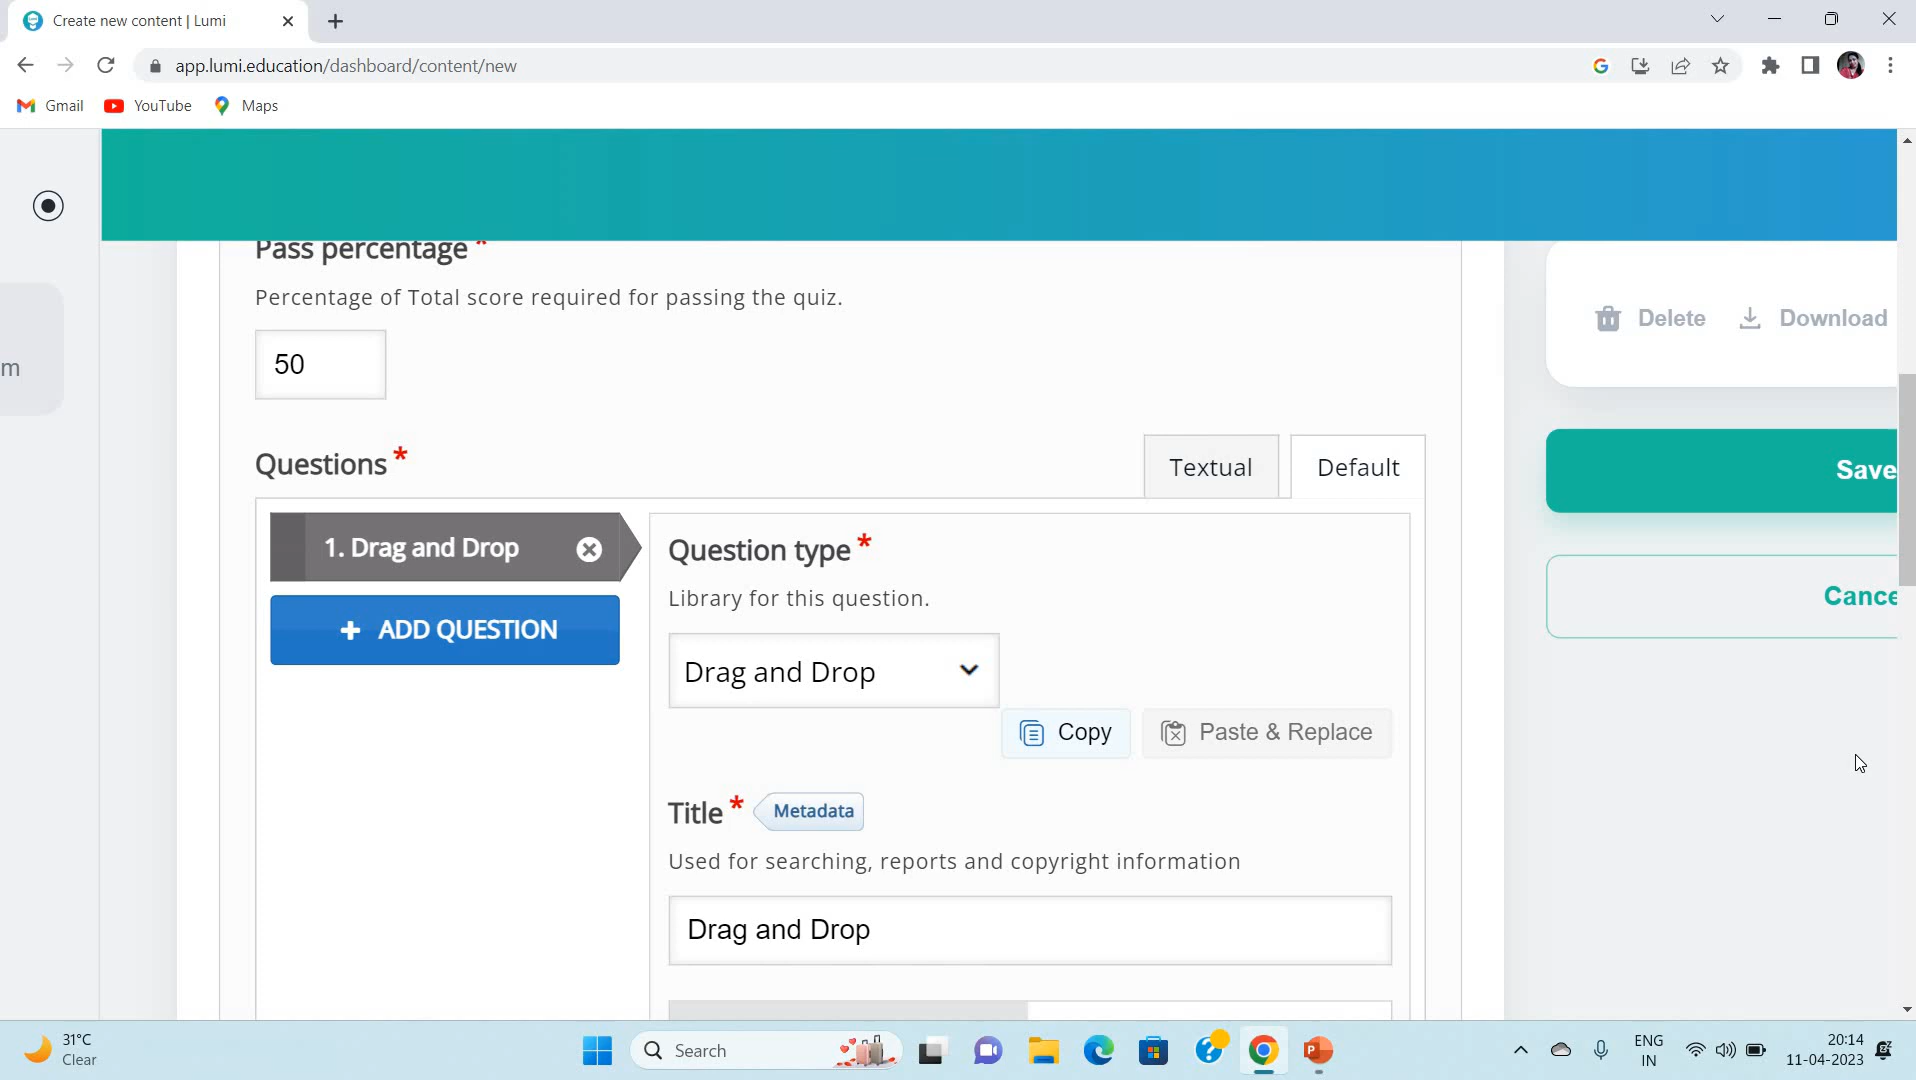 Create new content | Lumi
app.lumi.education/dashboard/content/new
Gmail
YouTube
Maps
Pass percentage *
Percentage of Total score required for passing the quiz.
50
Questions *
Textual
Default
1. Drag and Drop
+ ADD QUESTION
Question type *
Library for this question.
Drag and Drop
Copy
Paste & Replace
Title *
Metadata
Used for searching, reports and copyright information
Drag and Drop
m
Delete
Download
Save
Cance
31°C
Clear
Search
ENG
IN
20:14
11-04-2023